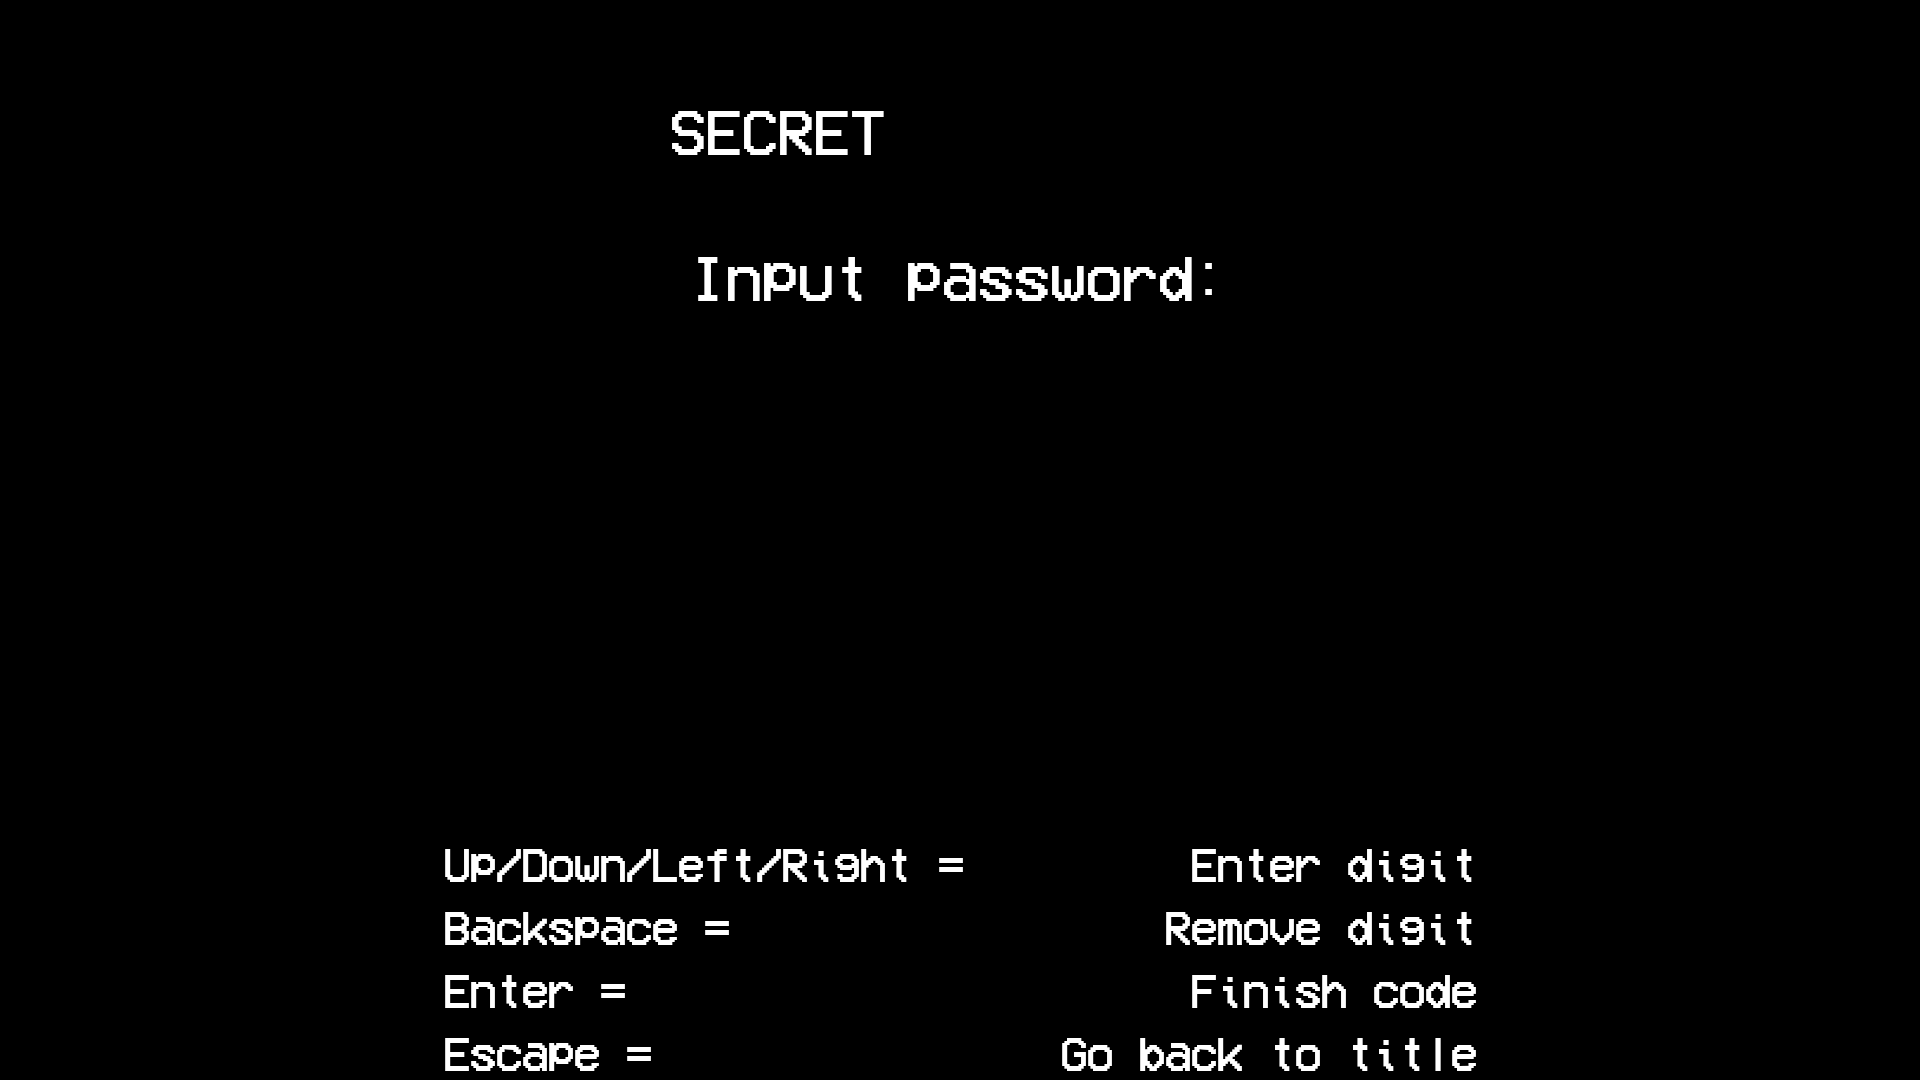 SECRET
Input password:
Up/Down/Left/Right = Enter digit
Backspace = Remove digit
Enter = Finish code
Escape = Go back to title